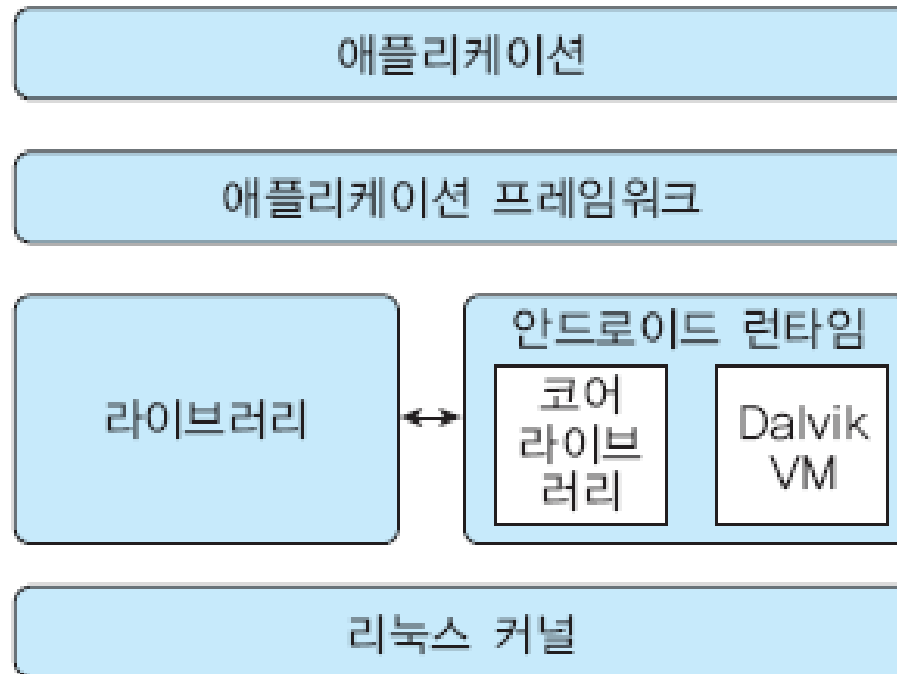 애플리케이션
애플리케이션 프레임워크
라이브러리
안드로이드 런타임
코어
라이브
러리
Dalvik
VM
리눅스 커널